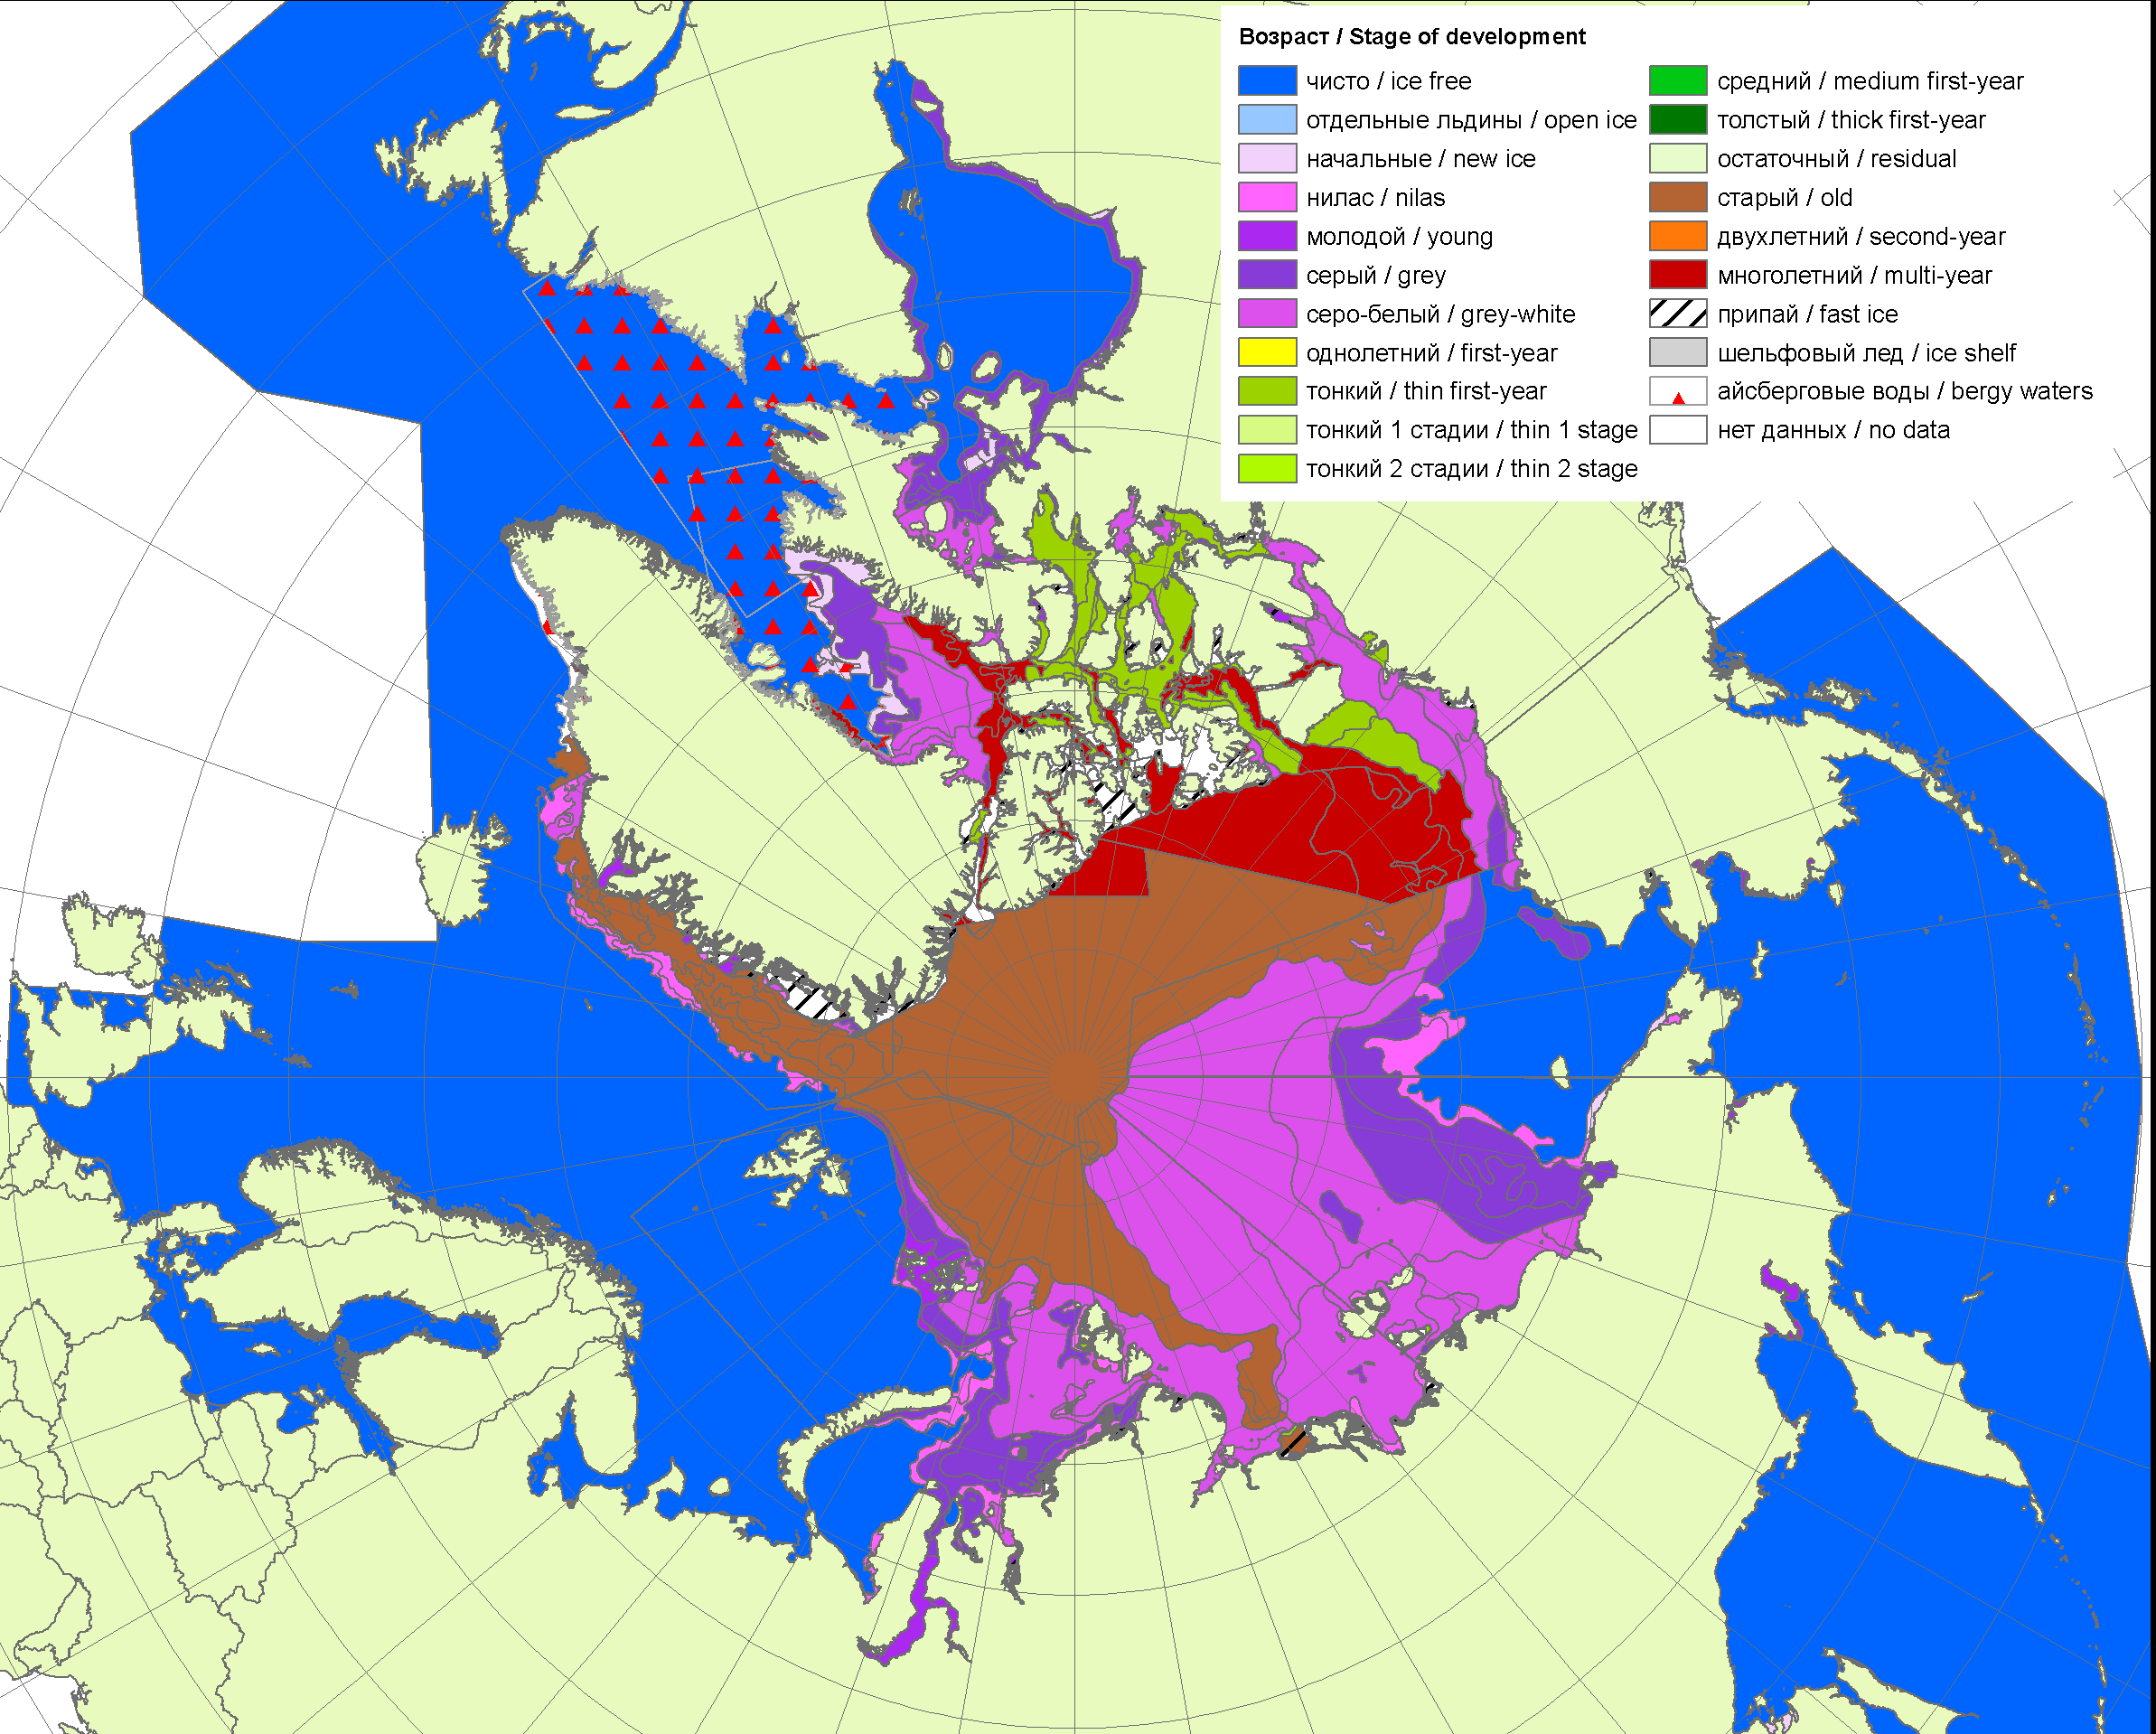 Возраст / Stage of development
чисто / ice free
отдельные льдины / open ice
начальные / new ice
нилас / nilas
молодой / young
серый / grey
серо-белый / grey-white
однолетний / first-year
тонкий / thin first-year
тонкий 1 стадии / thin 1 stage
тонкий 2 стадии / thin 2 stage
средний / medium first-year
толстый / thick first-year
остаточный / residual
старый / old
двухлетний / second-year
многолетний / multi-year
припай / fast ice
шельфовый лед / ice shelf
айсберговые воды / bergy waters
нет данных / no data